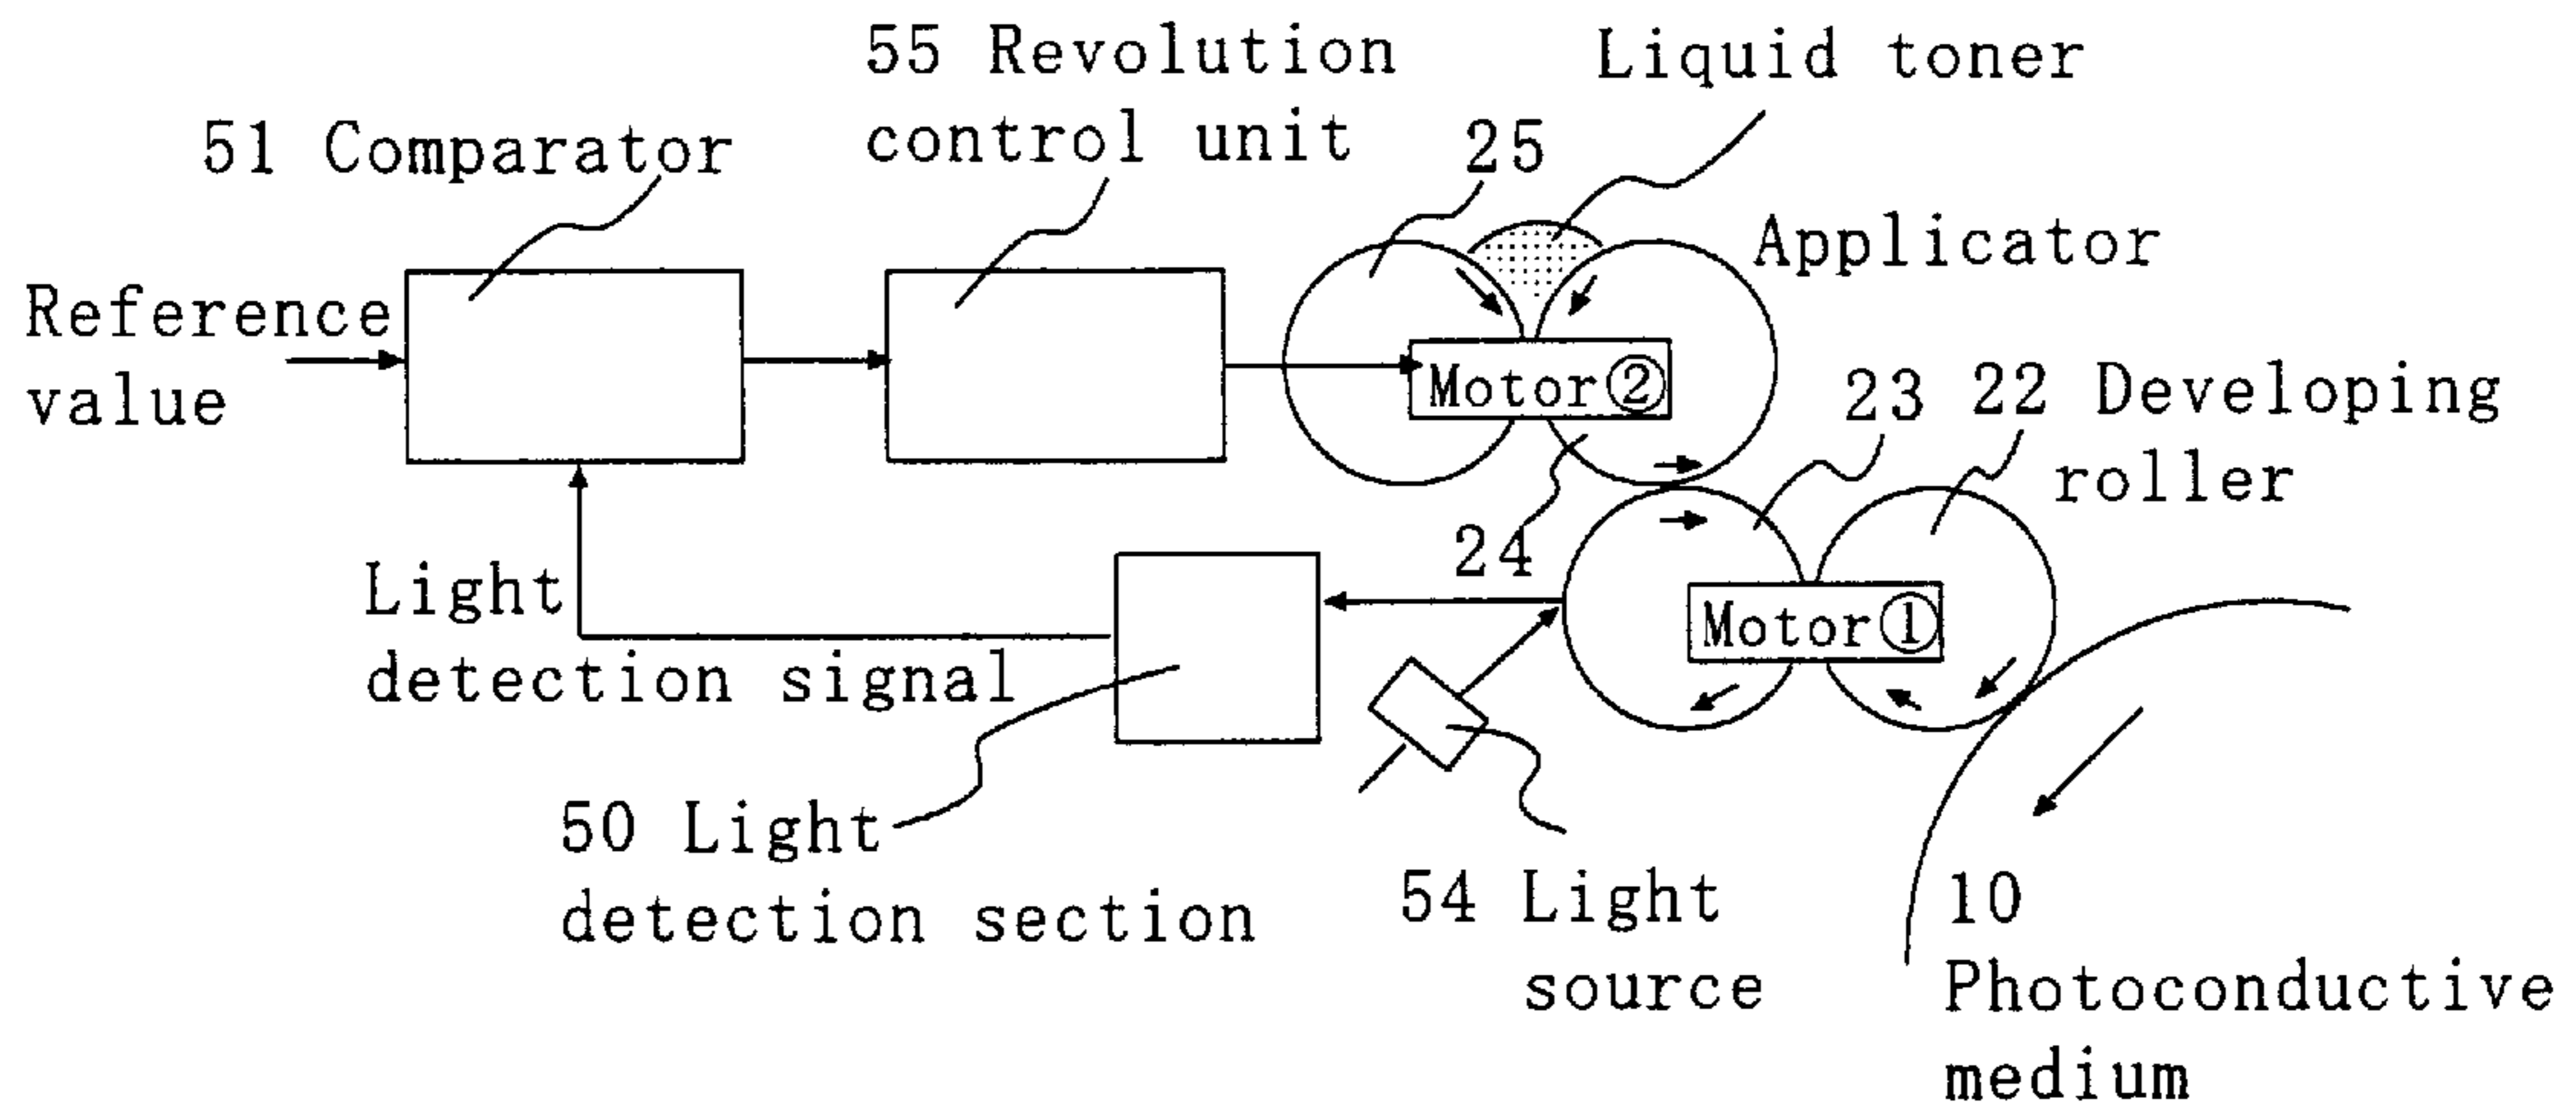 55 Revolution
control unit
Liquid toner
51 Comparator
25
Applicator
Reference
value
Motor②
23
22 Developing
roller
24
Light
detection signal
Motor①
50 Light
detection section
54 Light
source
10
Photoconductive
medium